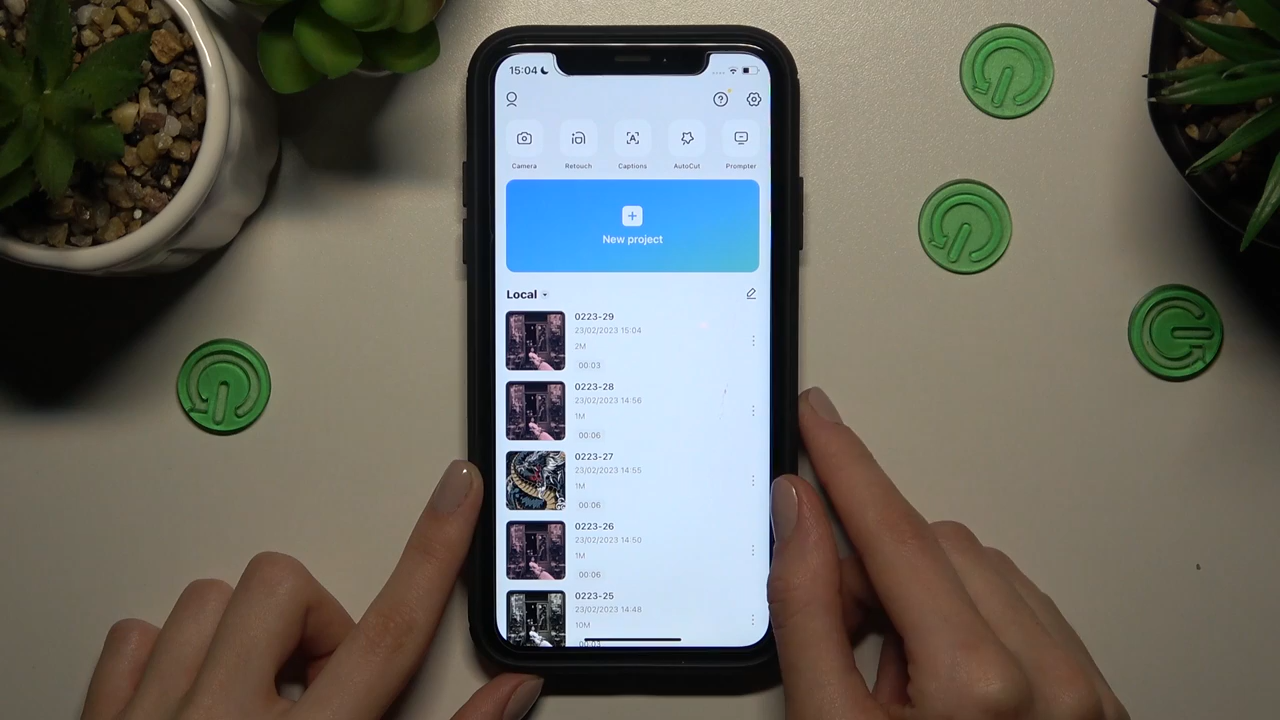 15:04
Camera Retouch Captions AutoCut Prompter
New project
Local
0223-29
23/02/2023 15:04
2M
00:03
0223-28
23/02/2023 14:56
1M
00:06
0223-27
23/02/2023 14:55
1M
00:06
0223-26
23/02/2023 14:50
1M
00:06
0223-25
23/02/2023 14:48
10M
00:03